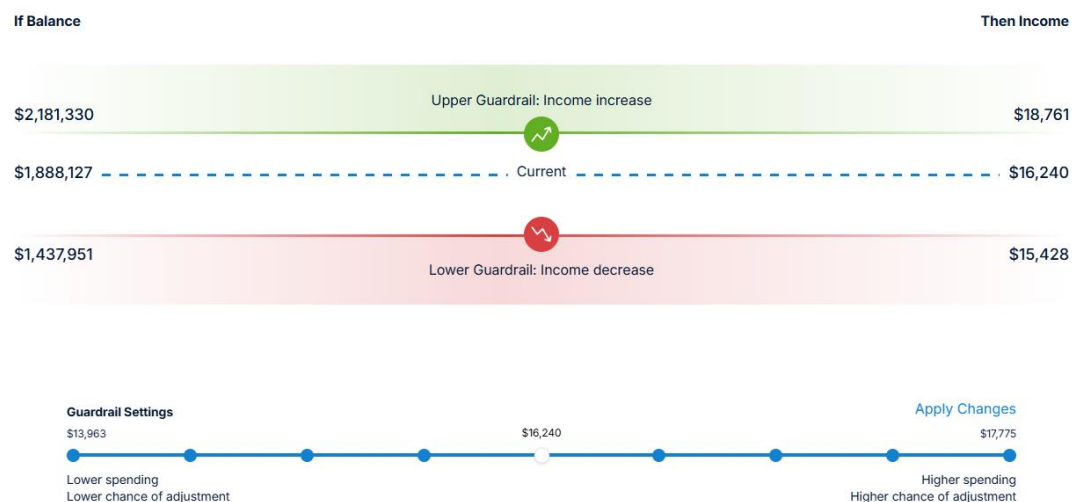 If Balance Then Income
Upper Guardrail: Income increase
$2,181,330 $18,761
$1,888,127 Current $16,240
$1,437,951 $15,428
Lower Guardrail: Income decrease
Guardrail Settings Apply Changes
$13,963 $16,240 $17,775
Lower spending Higher spending
Lower chance of adjustment Higher chance of adjustment